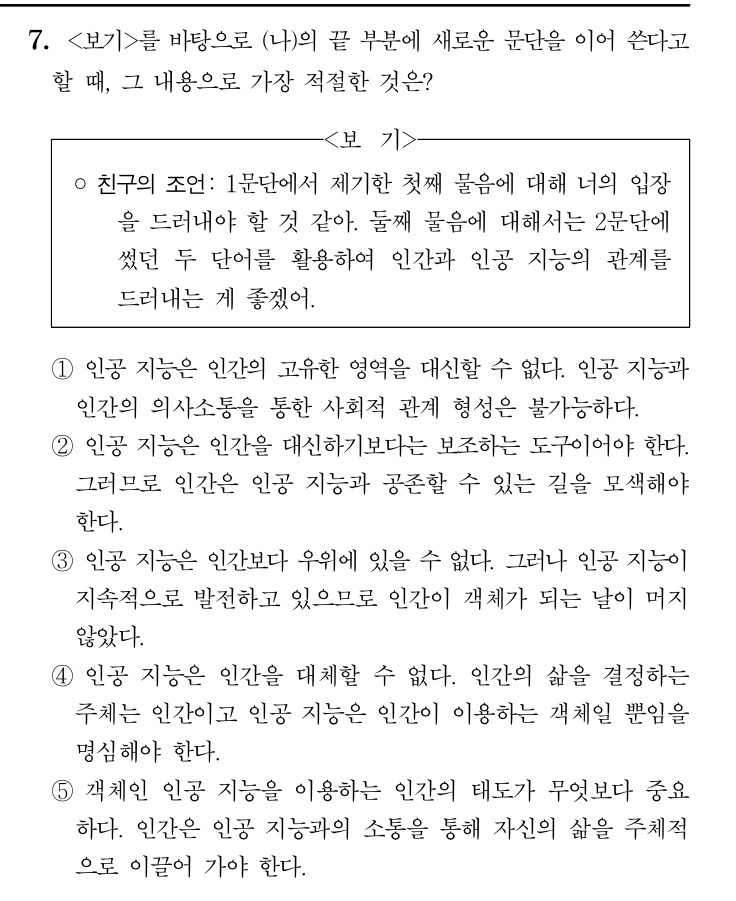 7. <보기>를 바탕으로 (나)의 끝 부분에 새로운 문단을 이어 쓴다고
할 때, 그 내용으로 가장 적절한 것은?
<보 기>
○ 친구의 조언: 1문단에서 제기한 첫째 물음에 대해 너의 입장
을 드러내야 할 것 같아. 둘째 물음에 대해서는 2문단에
썼던 두 단어를 활용하여 인간과 인공 지능의 관계를
드러내는 게 좋겠어.
① 인공 지능은 인간의 고유한 영역을 대신할 수 없다. 인공 지능과
인간의 의사소통을 통한 사회적 관계 형성은 불가능하다.
② 인공 지능은 인간을 대신하기보다는 보조하는 도구이어야 한다.
그러므로 인간은 인공 지능과 공존할 수 있는 길을 모색해야
한다.
③ 인공 지능은 인간보다 우위에 있을 수 없다. 그러나 인공 지능이
지속적으로 발전하고 있으므로 인간이 객체가 되는 날이 머지
않았다.
④ 인공 지능은 인간을 대체할 수 없다. 인간의 삶을 결정하는
주체는 인간이고 인공 지능은 인간이 이용하는 객체일 뿐임을
명심해야 한다.
⑤ 객체인 인공 지능을 이용하는 인간의 태도가 무엇보다 중요
하다. 인간은 인공 지능과의 소통을 통해 자신의 삶을 주체적
으로 이끌어 가야 한다.